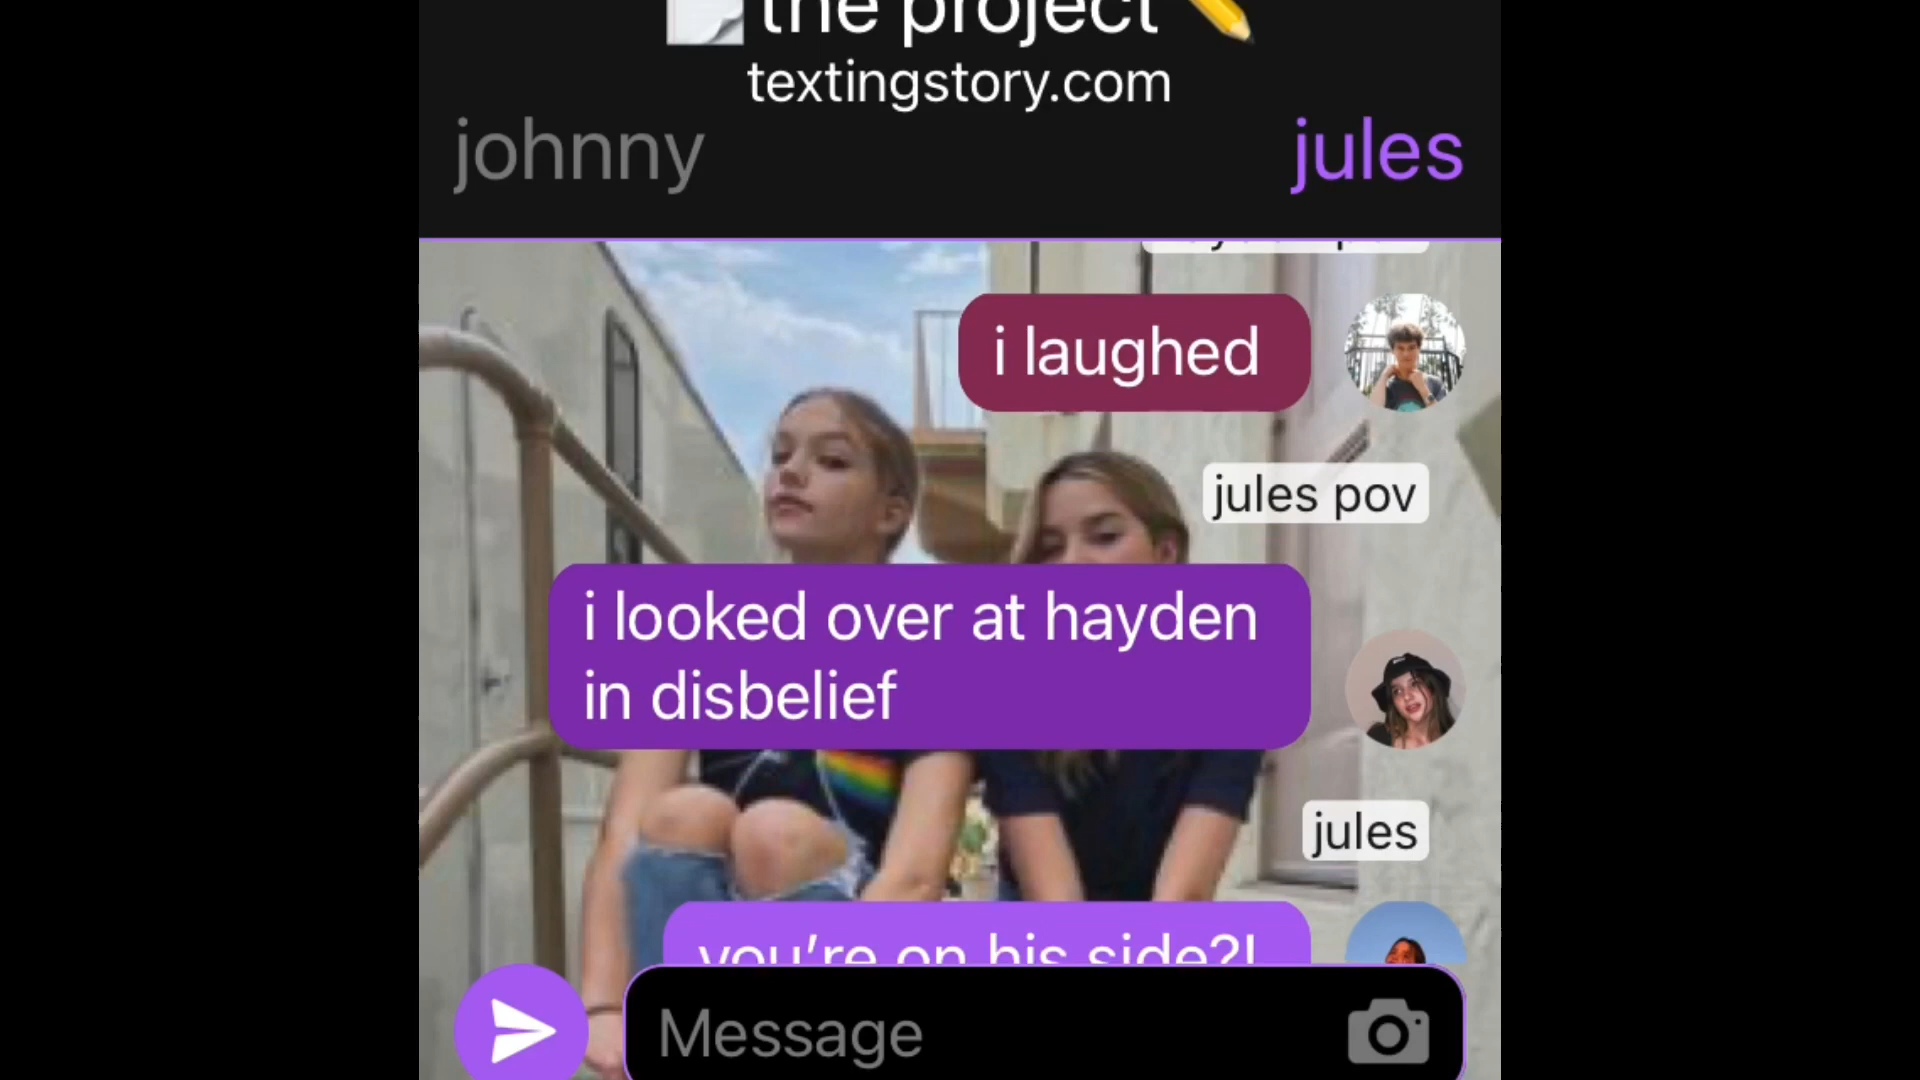 the project
textingstory.com
johnny
jules
i laughed
jules pov
i looked over at hayden
in disbelief
jules
you're on his side?!
Message